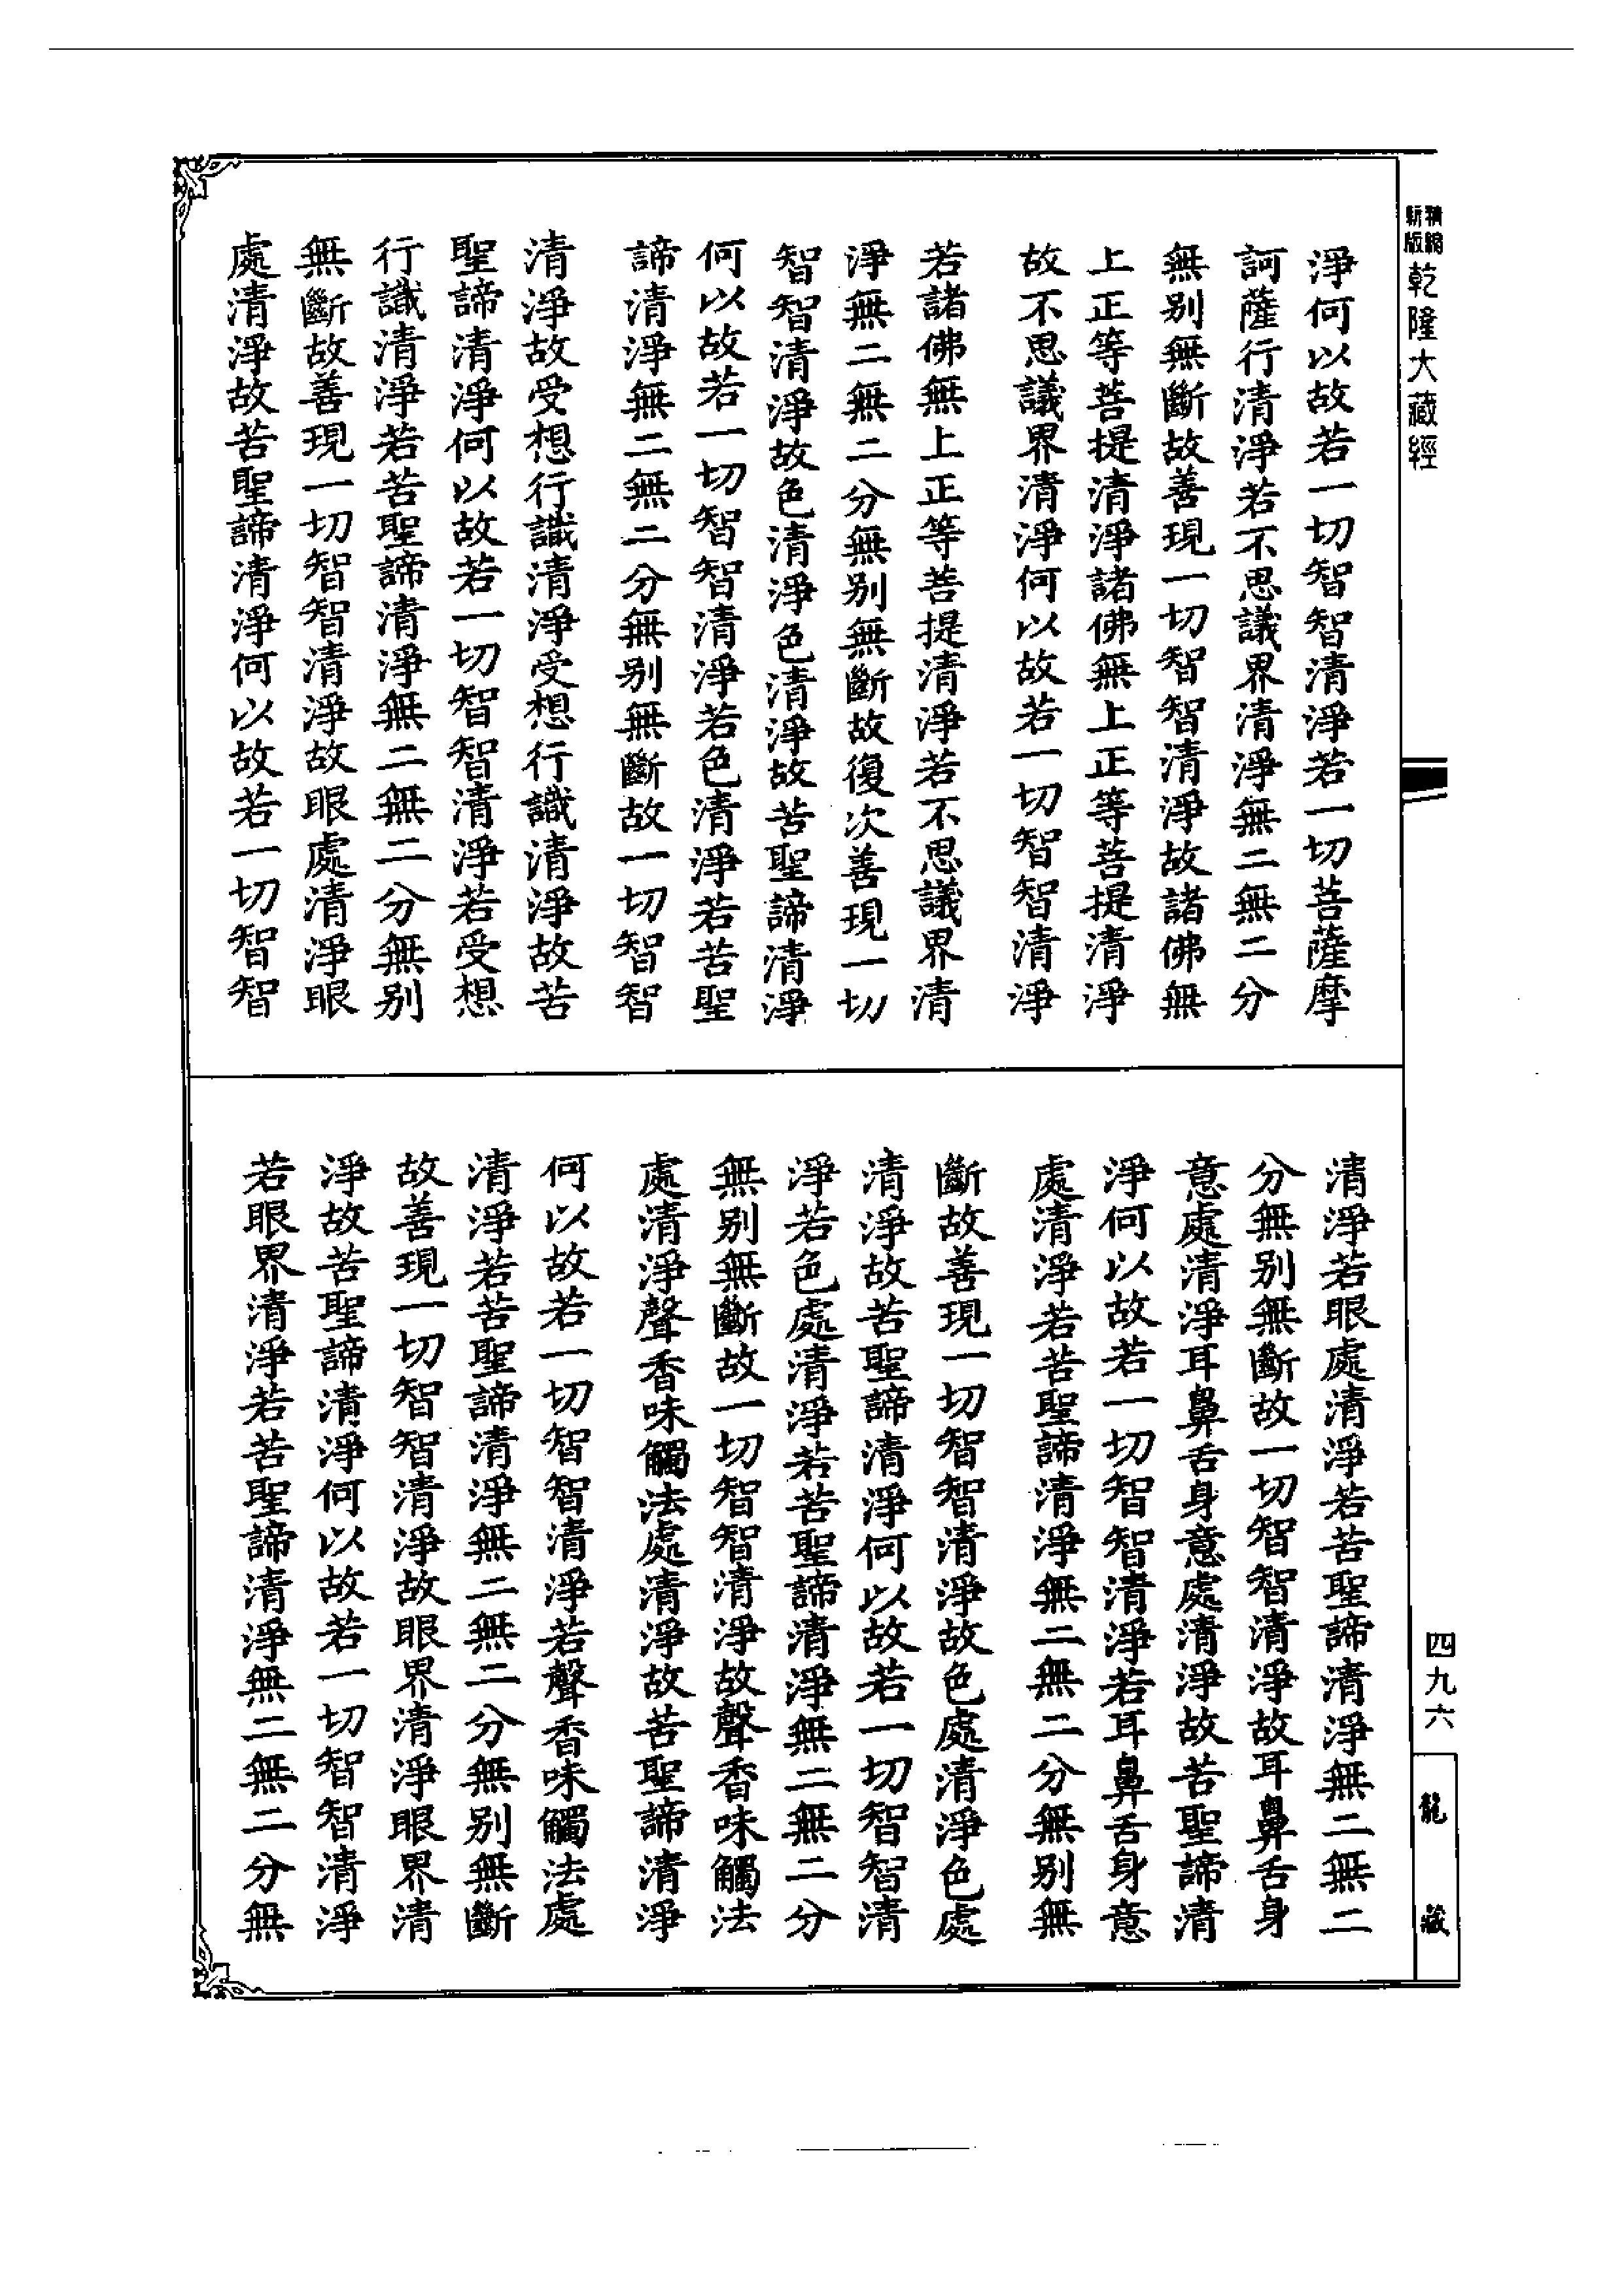 新版
精縮
乾隆大藏經
淨何以故若一切智智清淨若一切菩薩摩
訶薩行清淨若不思議界清淨無二無二分
無別無斷故善現一切智智清淨故諸佛無
上正等菩提清淨諸佛無上正等菩提清淨
故不思議界清淨何以故若一切智智清淨
若諸佛無上正等菩提清淨若不思議界清
淨無二無二分無別無斷故復次善現一切
智智清淨故色清淨色清淨故苦聖諦清淨
何以故若一切智智清淨若色清淨若苦聖
諦清淨無二無二分無別無斷故一切智智
清淨故受想行識清淨受想行識清淨故苦
聖諦清淨何以故若一切智智清淨若受想
行識清淨若苦聖諦清淨無二無二分無別
無斷故善現一切智智清淨故眼處清淨眼
處清淨故苦聖諦清淨何以故若一切智智
清淨若眼處清淨若苦聖諦清淨無二無二
分無別無斷故一切智智清淨故耳鼻舌身
意處清淨耳鼻舌身意處清淨故苦聖諦清
淨何以故若一切智智清淨若耳鼻舌身意
處清淨若苦聖諦清淨無二無二分無別無
斷故善現一切智智清淨故色處清淨色處
清淨故苦聖諦清淨何以故若一切智智清
淨若色處清淨若苦聖諦清淨無二無二分
無別無斷故一切智智清淨故聲香味觸法
處清淨聲香味觸法處清淨故苦聖諦清淨
何以故若一切智智清淨若聲香味觸法處
清淨若苦聖諦清淨無二無二分無別無斷
故善現一切智智清淨故眼界清淨眼界清
淨故苦聖諦清淨何以故若一切智智清淨
若眼界清淨若苦聖諦清淨無二無二分無
四九六
龍藏